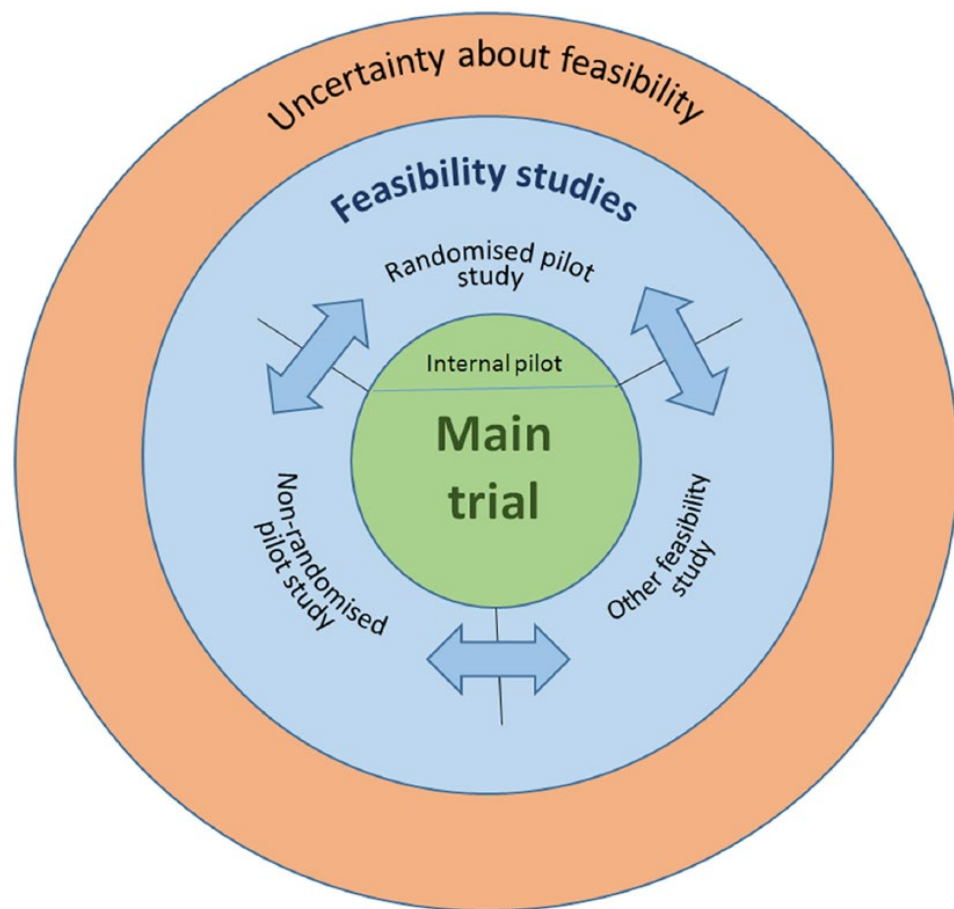 Uncertainty about feasibility
Feasibility studies
Randomised pilot
study
Internal pilot
Main
trial
Non-randomised
pilot study
Other feasibility
study